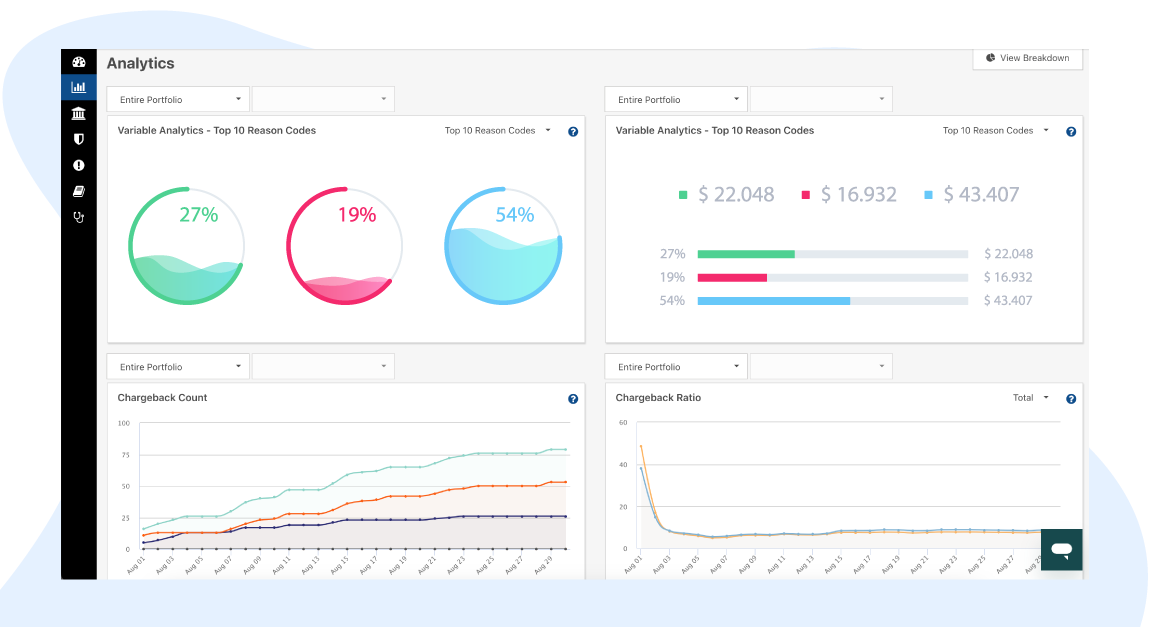 Analytics
View Breakdown
Entire Portfolio
Entire Portfolio
Variable Analytics - Top 10 Reason Codes
Top 10 Reason Codes
?
27%
19%
54%
Variable Analytics - Top 10 Reason Codes
Top 10 Reason Codes
?
$ 22.048
$ 16.932
$ 43.407
27%
$ 22.048
19%
$ 16.932
54%
$ 43.407
Entire Portfolio
Entire Portfolio
Chargeback Count
?
100
75
50
25
0
Aug 01
Aug 03
Aug 05
Aug 07
Aug 09
Aug 11
Aug 13
Aug 15
Aug 17
Aug 19
Aug 21
Aug 23
Aug 25
Aug 27
Aug 29
Chargeback Ratio
Total
?
60
40
20
0
Aug 01
Aug 03
Aug 05
Aug 07
Aug 09
Aug 11
Aug 13
Aug 15
Aug 17
Aug 19
Aug 21
Aug 23
Aug 25
Aug 27